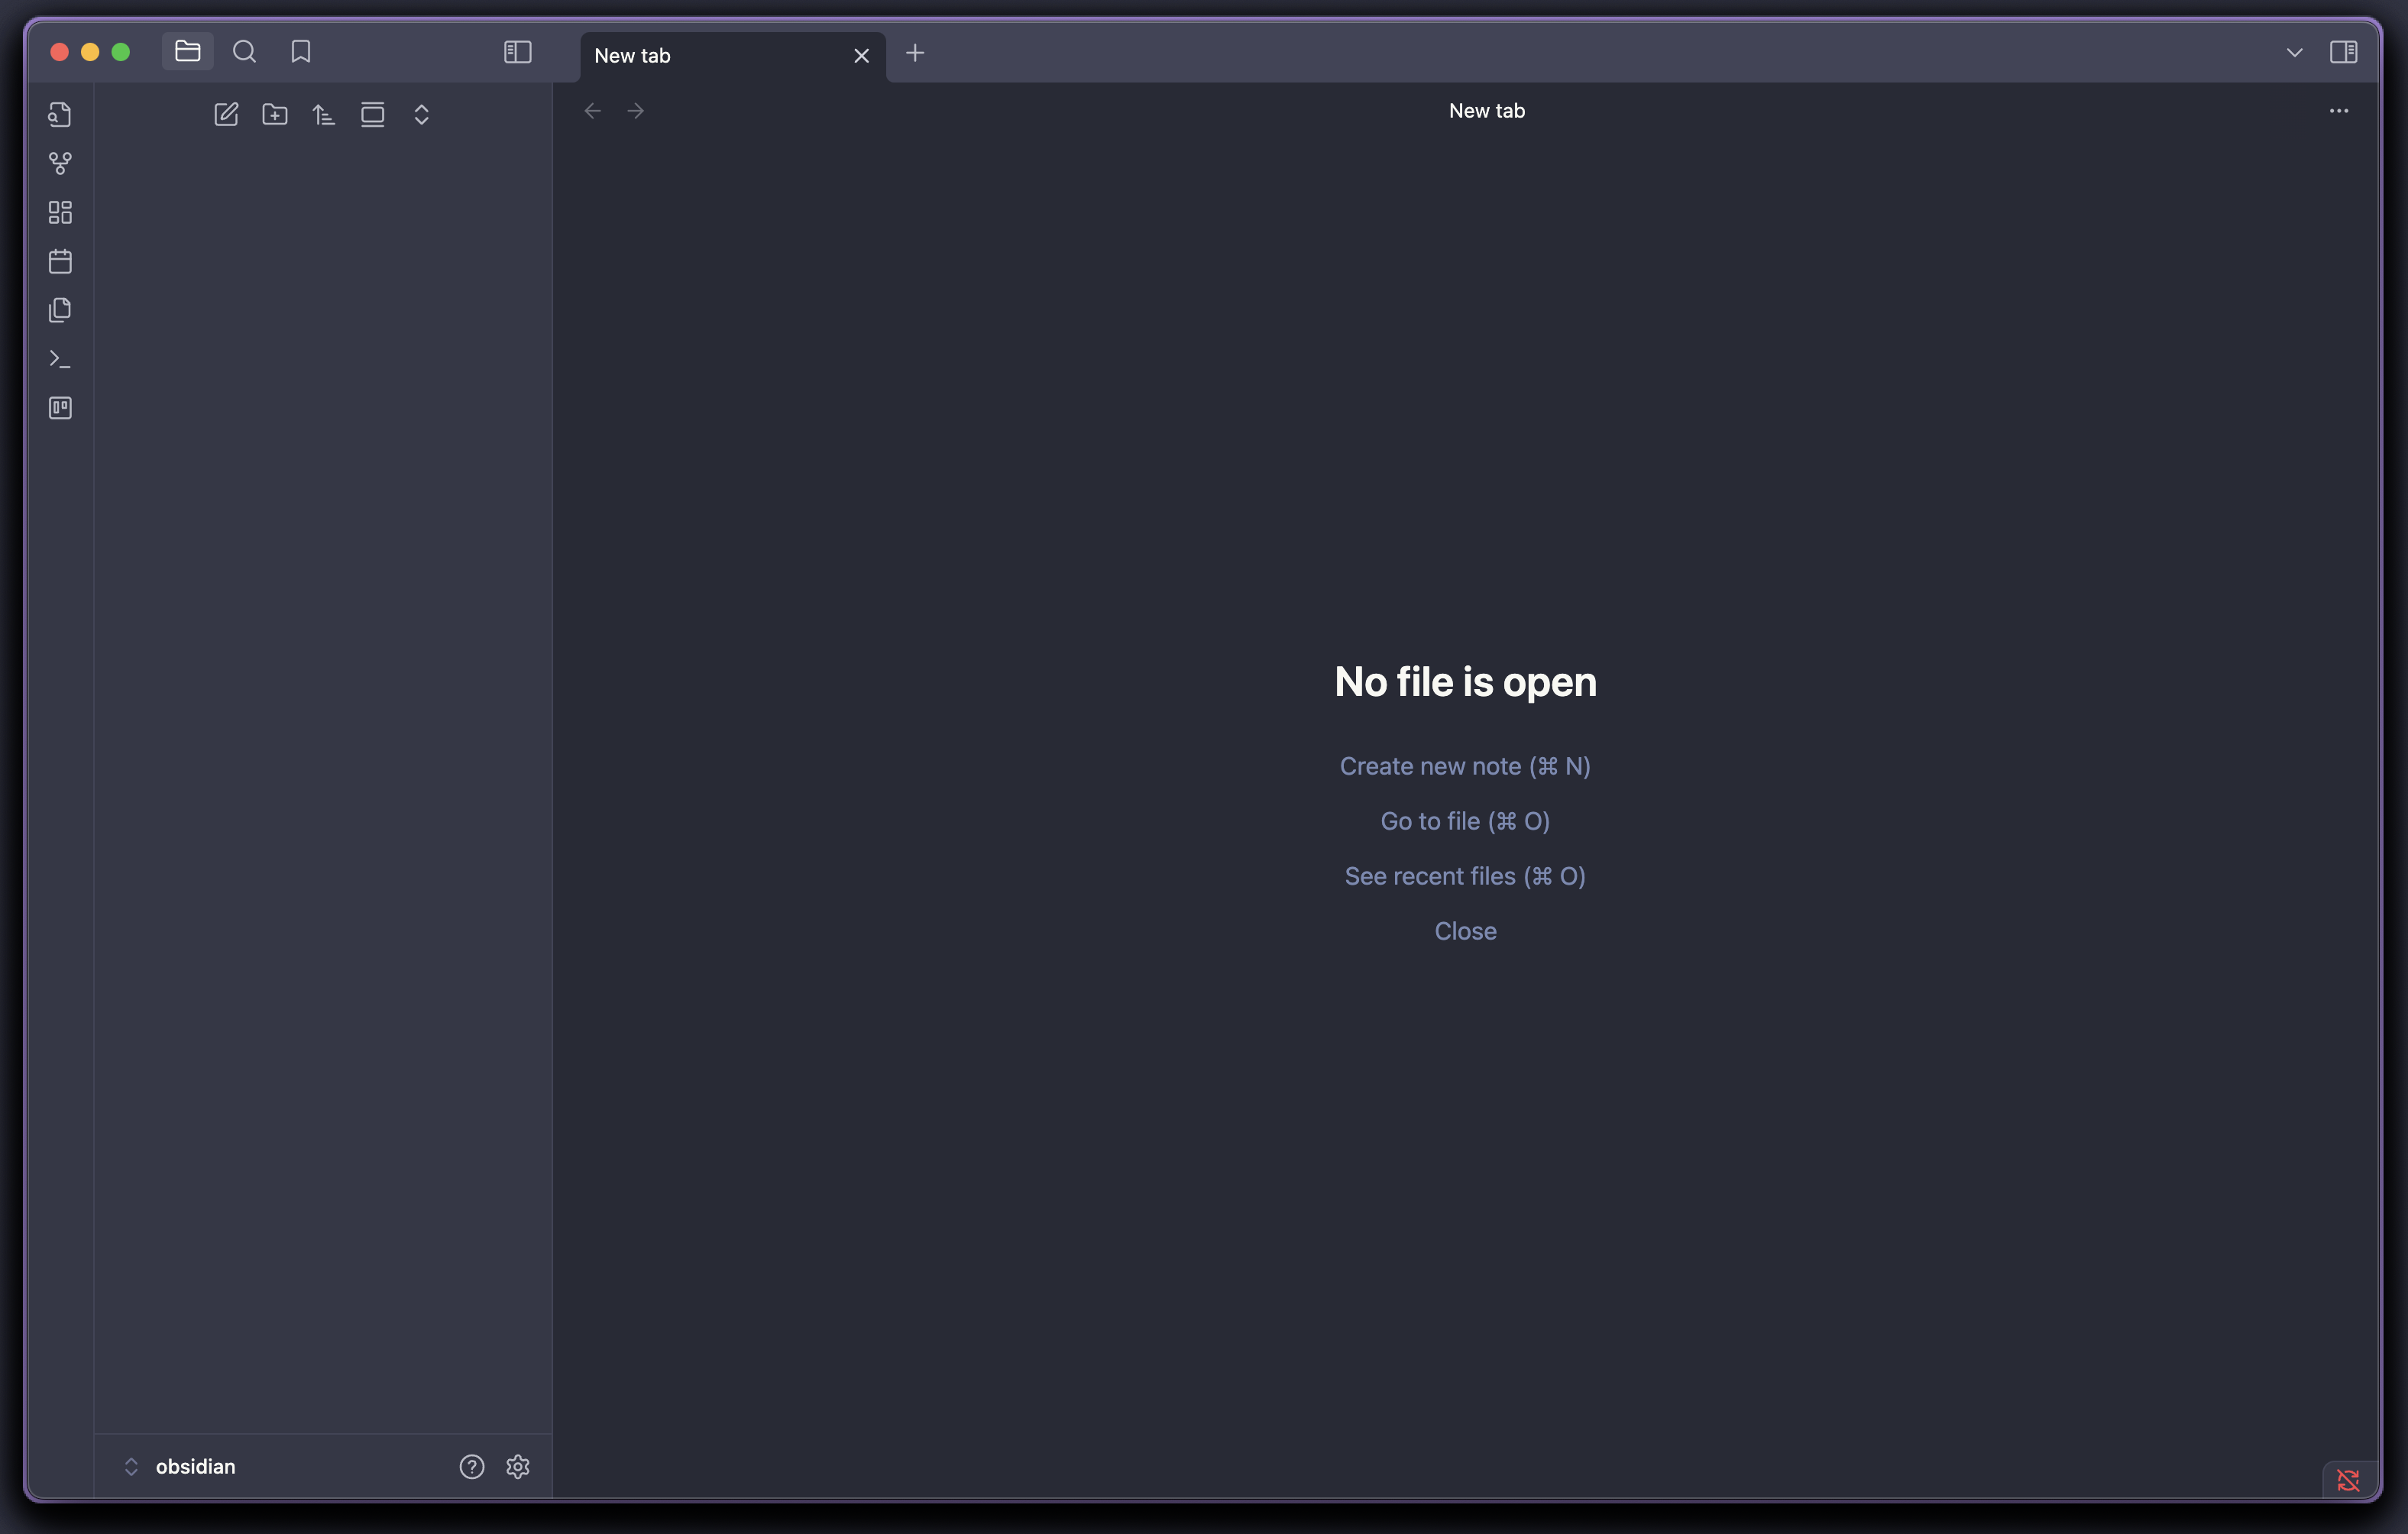 New tab
New tab
No file is open
Create new note (⌘ N)
Go to file (⌘ O)
See recent files (⌘ O)
Close
obsidian